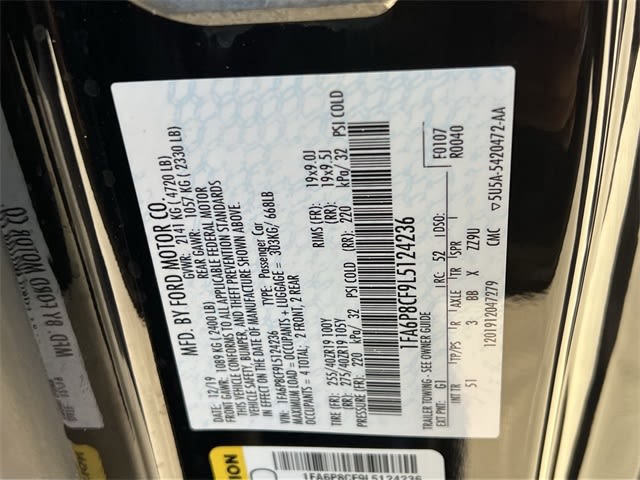 MFD. BY FORD MOTOR CO.
DATE: 12/19 GVWR: 2141 KG ( 4720 LB)
FRONT GAWR: 1089 KG (2400 LB) REAR GAWR: 1057 KG ( 2330 LB)
THIS VEHICLE CONFORMS TO ALL APPLICABLE FEDERAL MOTOR
VEHICLE SAFETY, BUMPER, AND THEFT PREVENTION STANDARDS
IN EFFECT ON THE DATE OF MANUFACTURE SHOWN ABOVE.
VIN: 1FA6P8CF9L5124236 TYPE: Passenger Car
MAXIMUM LOAD = OCCUPANTS + LUGGAGE = 303KG/ 668LB
OCCUPANTS = 4 TOTAL: 2 FRONT, 2 REAR
TIRE (FR): 255/40ZR19 100Y RIMS (FR): 19x9.0J
(RR): 275/40ZR19 105Y (RR): 19x9.5J
(FR): 220 kPa/ 32 PSI COLD (RR): 220 kPa/ 32 PSI COLD
1FA6P8CF9L5124236
TRAILER TOWING - SEE OWNER GUIDE F0107
EXT PNT: G1 RC: 52 DSO: R0040
INT TR TP/PS R AXLE TR SPR
51 3 BB X ZZ9U
1201912047279 CMC ▽5U5A-5420472-AA
1FA6P8CF9L5124236